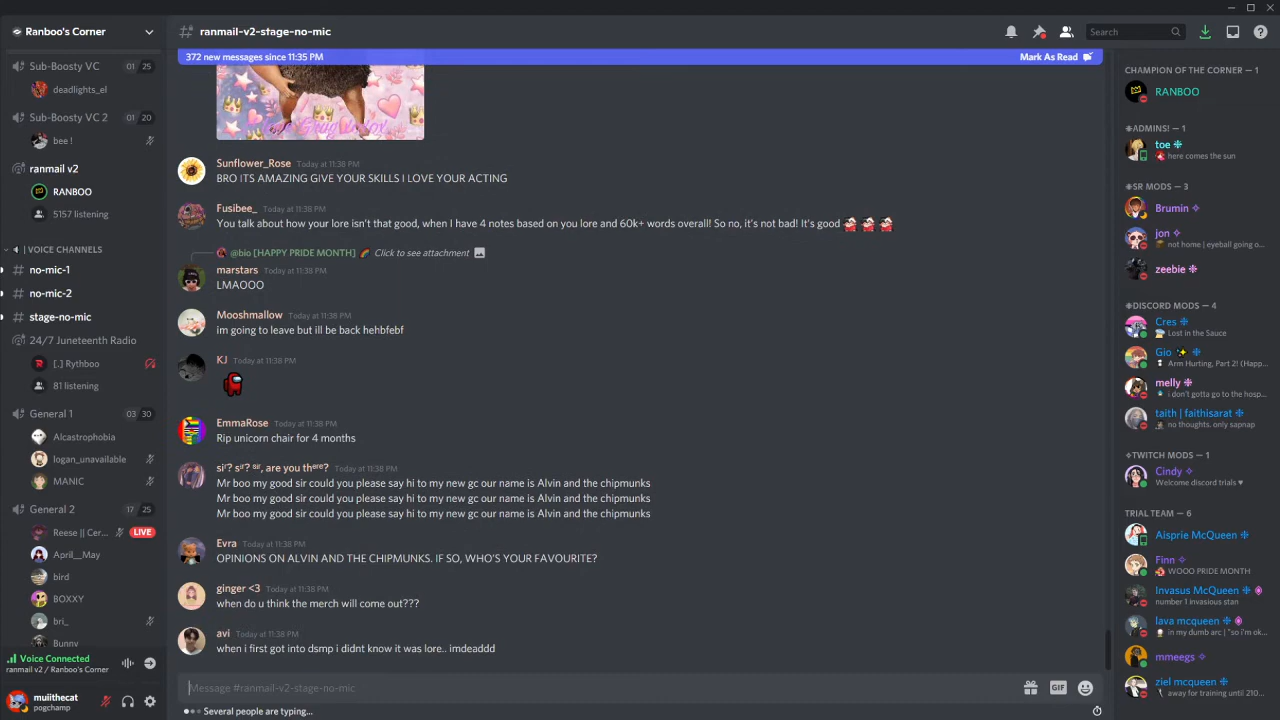 Ranboo's Corner
ranmail-v2-stage-no-mic
Search
Sub-Boosty VC 01 25
deadlights_el
Sub-Boosty VC 2 01 20
bee !
ranmail v2
RANBOO
5157 listening
VOICE CHANNELS
no-mic-1
no-mic-2
stage-no-mic
24/7 Juneteenth Radio
[.] Rythboo
81 listening
General 1 03 30
Alcastrophobia
logan_unavailable
MANIC
General 2 17 25
Reese || Cer... LIVE
April__May
bird
BOXXY
bri_
Bunny
Voice Connected
ranmail v2 / Ranboo's Corner
muiithecat
pogchamp
372 new messages since 11:35 PM Mark As Read
Sunflower_Rose Today at 11:38 PM
BRO ITS AMAZING GIVE YOUR SKILLS I LOVE YOUR ACTING
Fusibee_ Today at 11:38 PM
You talk about how your lore isn't that good, when I have 4 notes based on you lore and 60k+ words overall! So no, it's not bad! It's good
@bio [HAPPY PRIDE MONTH] 🌈 Click to see attachment
marstars Today at 11:38 PM
LMAOOO
Mooshmallow Today at 11:38 PM
im going to leave but ill be back hehbfebf
KJ Today at 11:38 PM
EmmaRose Today at 11:38 PM
Rip unicorn chair for 4 months
siʳ? sᶦʳ? ˢᶦʳ, are you tʰᵉʳᵉ? Today at 11:38 PM
Mr boo my good sir could you please say hi to my new gc our name is Alvin and the chipmunks
Mr boo my good sir could you please say hi to my new gc our name is Alvin and the chipmunks
Mr boo my good sir could you please say hi to my new gc our name is Alvin and the chipmunks
Evra Today at 11:38 PM
OPINIONS ON ALVIN AND THE CHIPMUNKS. IF SO, WHO'S YOUR FAVOURITE?
ginger <3 Today at 11:38 PM
when do u think the merch will come out???
avi Today at 11:38 PM
when i first got into dsmp i didnt know it was lore.. imdeaddd
Message #ranmail-v2-stage-no-mic
GIF
Several people are typing...
CHAMPION OF THE CORNER — 1
RANBOO
❉ADMINS! — 1
toe ❉
here comes the sun
❉SR MODS — 3
Brumin ✧
jon ✧
not home | eyeball going o...
zeebie ❉
❉DISCORD MODS — 4
Cres ❉
Lost in the Sauce
Gio ✨ ❉
Arm Hurting, Part 2! (Happ...
melly ❉
i don't gotta go to the hosp...
taith | faithisarat ❉
no thoughts. only sapnap
✧TWITCH MODS — 1
Cindy ✧
Welcome discord trials ♥
TRIAL TEAM — 6
Aisprie McQueen ❉
Finn ✧
WOOO PRIDE MONTH
Invasus McQueen ❉
number 1 invasious stan
lava mcqueen ❉
in my dumb arc | "so i'm ok...
mmeegs ✧
ziel mcqueen ❉
away for training until 210...